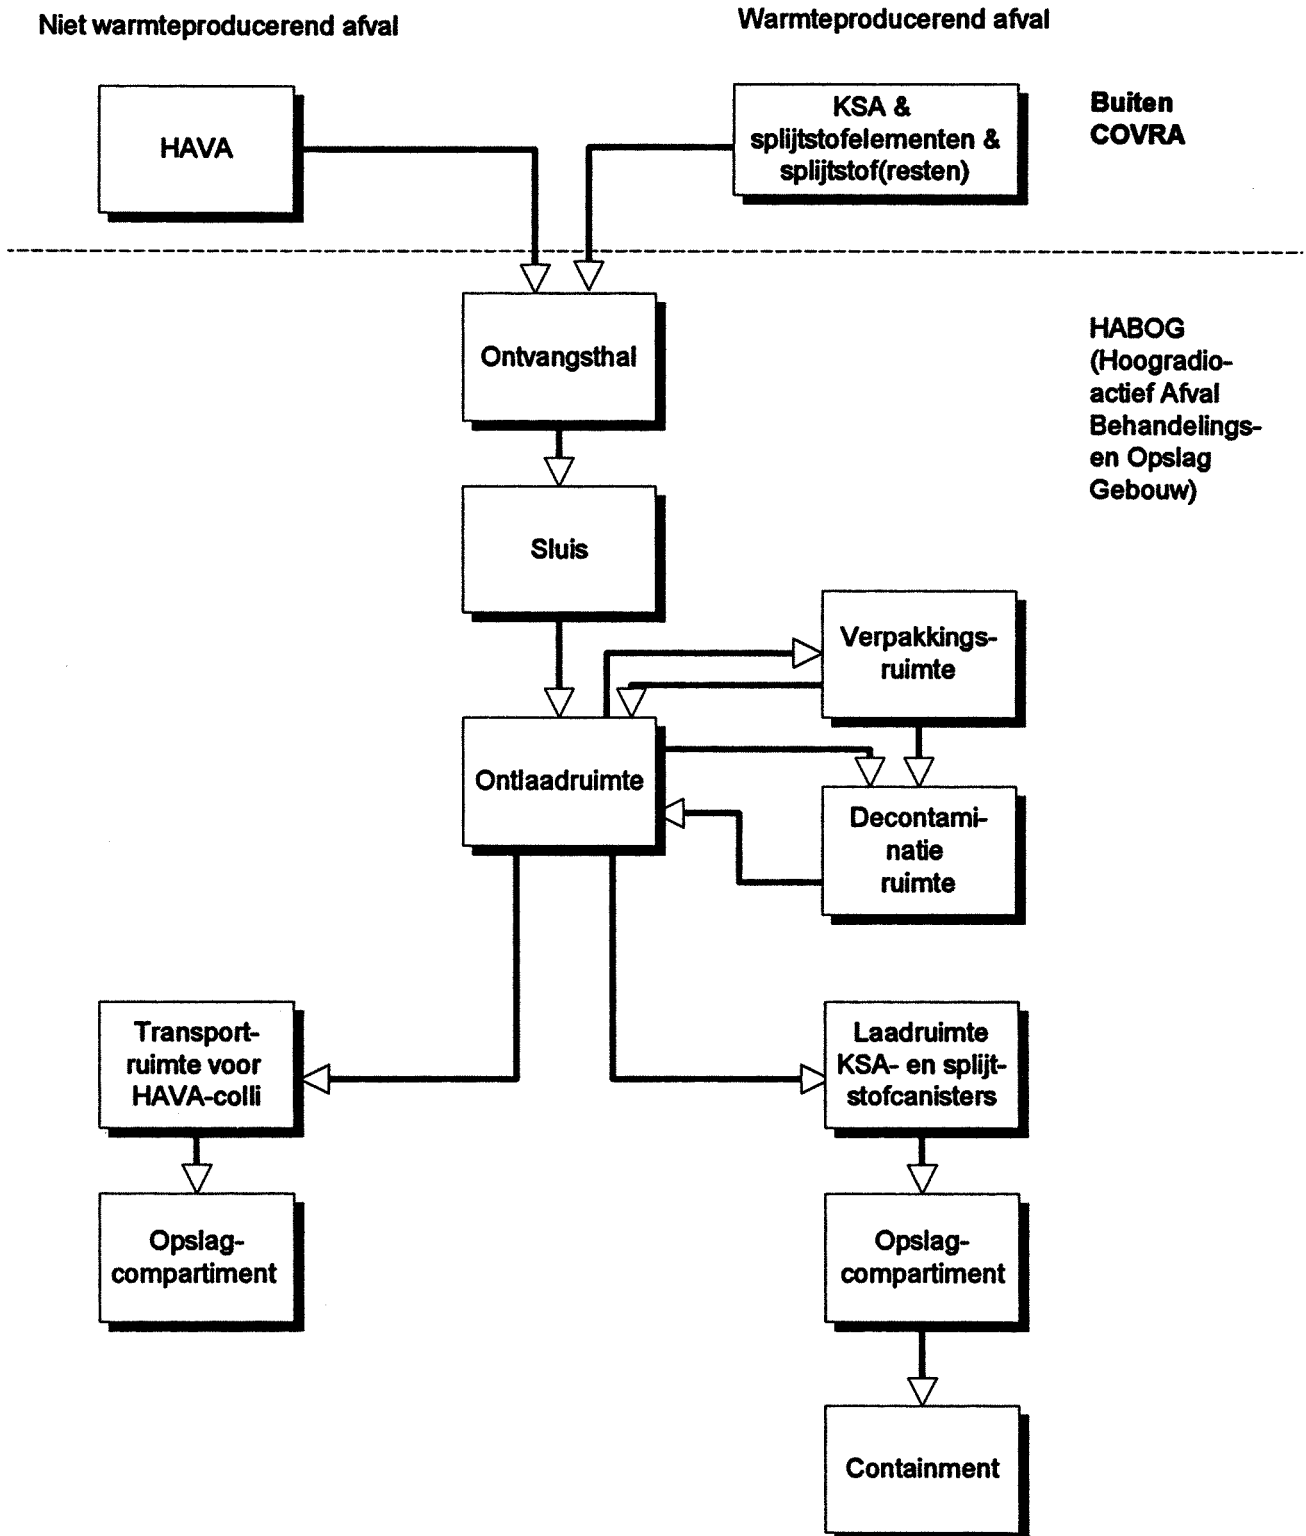 Niet warmteproducerend afval
Warmteproducerend afval
HAVA
KSA &
splijtstofelementen &
splijtstof(resten)
Buiten
COVRA
Ontvangsthal
HABOG
(Hoogradio-
actief Afval
Behandelings-
en Opslag
Gebouw)
Sluis
Verpakkings-
ruimte
Ontlaadruimte
Decontami-
natie
ruimte
Transport-
ruimte voor
HAVA-colli
Laadruimte
KSA- en splijt-
stofcanisters
Opslag-
compartiment
Opslag-
compartiment
Containment